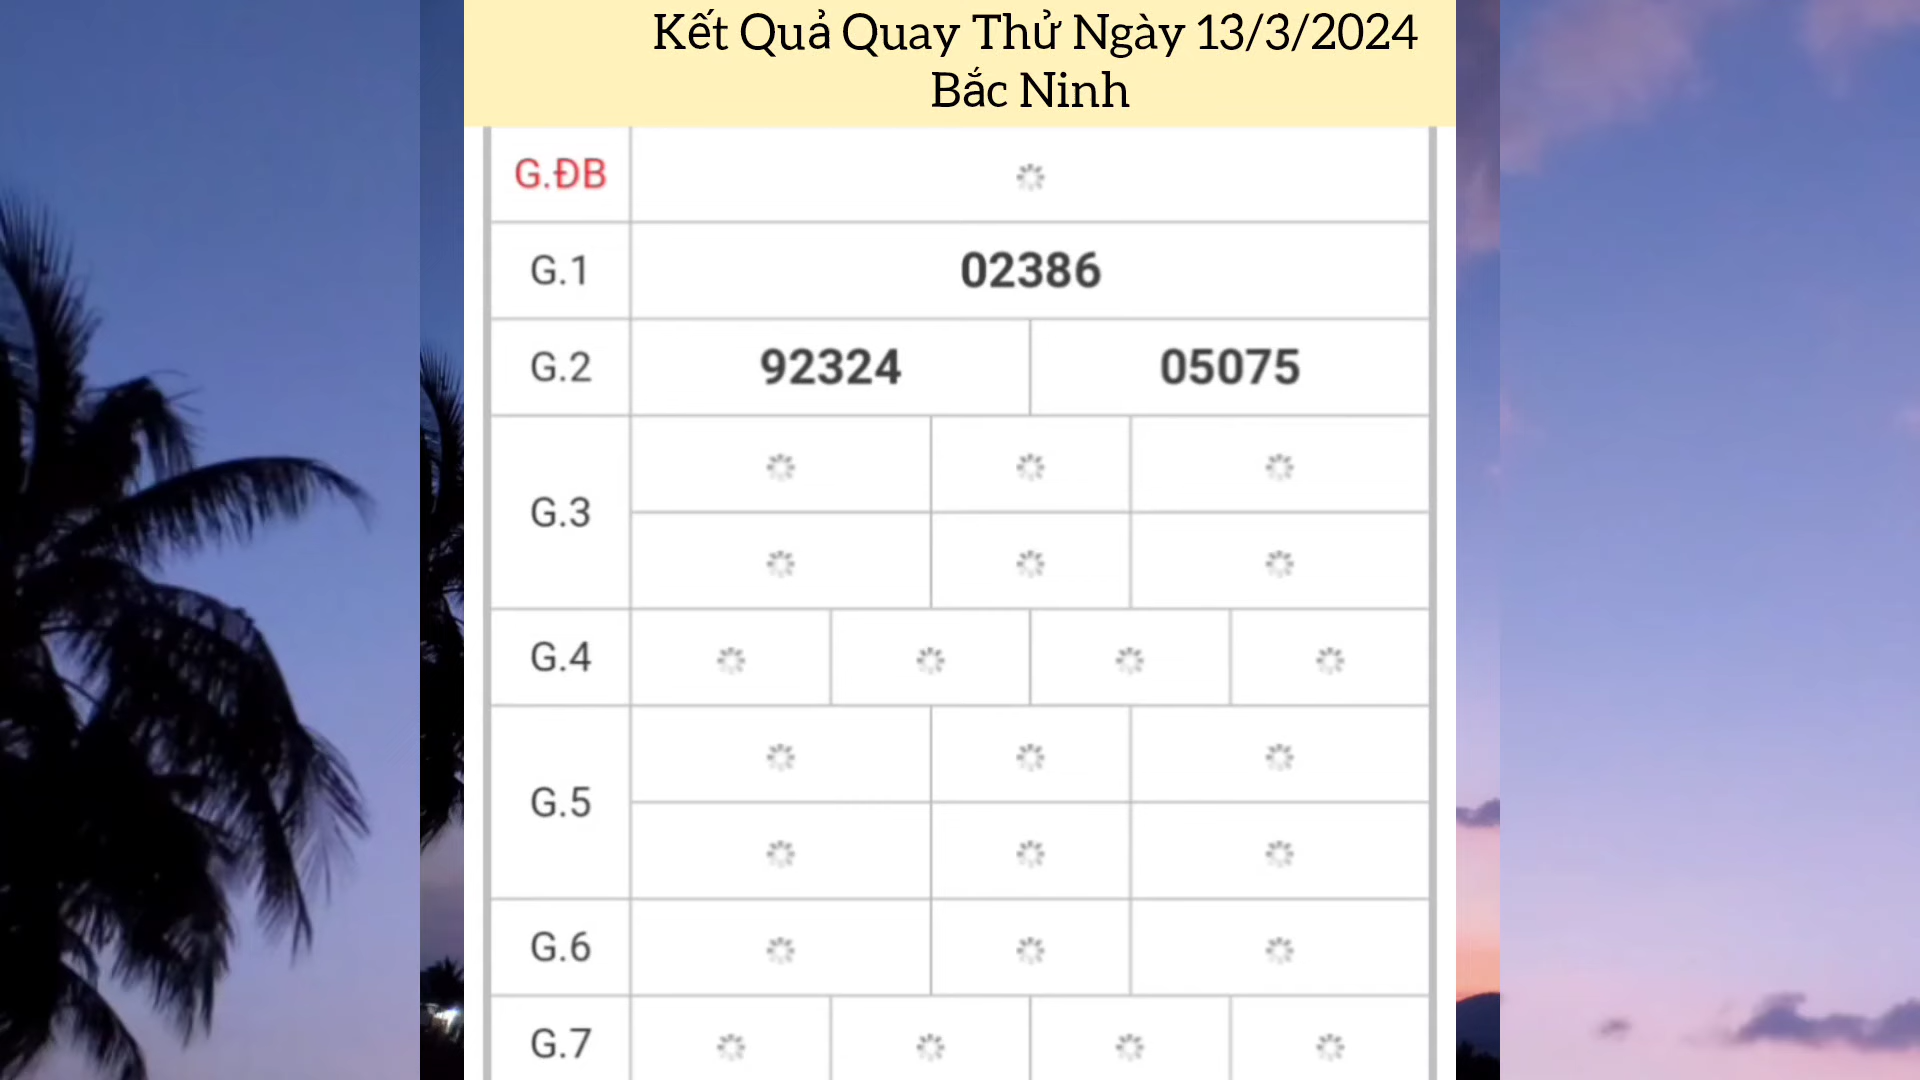 Kết Quả Quay Thử Ngày 13/3/2024
Bắc Ninh
G.ĐB
G.1 02386
G.2 92324 05075
G.3
G.4
G.5
G.6
G.7